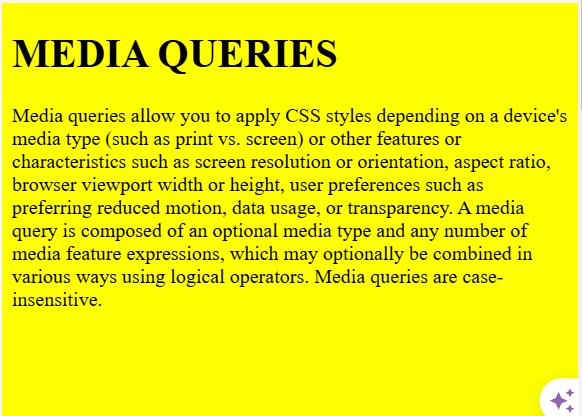 MEDIA QUERIES
Media queries allow you to apply CSS styles depending on a device's
media type (such as print vs. screen) or other features or
characteristics such as screen resolution or orientation, aspect ratio,
browser viewport width or height, user preferences such as
preferring reduced motion, data usage, or transparency. A media
query is composed of an optional media type and any number of
media feature expressions, which may optionally be combined in
various ways using logical operators. Media queries are case-
insensitive.